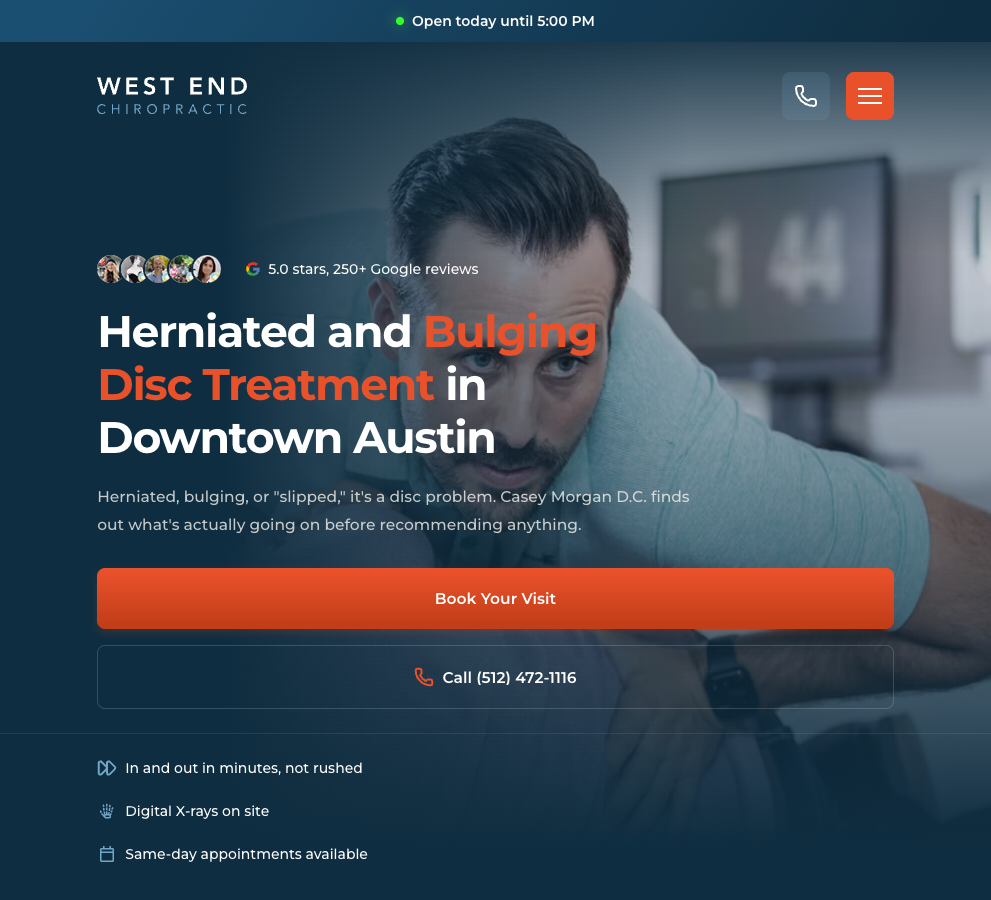 Open today until 5:00 PM
WEST END
CHIROPRACTIC
1 44
5.0 stars, 250+ Google reviews
Herniated and Bulging
Disc Treatment in
Downtown Austin
Herniated, bulging, or "slipped," it's a disc problem. Casey Morgan D.C. finds
out what's actually going on before recommending anything.
Book Your Visit
Call (512) 472-1116
In and out in minutes, not rushed
Digital X-rays on site
Same-day appointments available